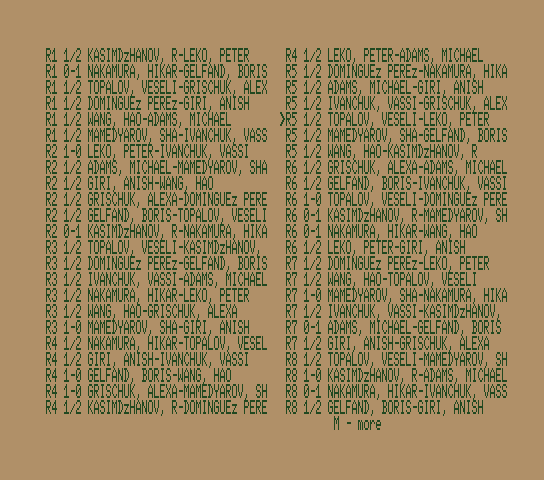 R1 1/2 KASIMDzHANOV, R-LEKO, PETER
R1 0-1 NAKAMURA, HIKAR-GELFAND, BORIS
R1 1/2 TOPALOV, VESELI-GRISCHUK, ALEX
R1 1/2 DOMINGUEz PEREz-GIRI, ANISH
R1 1/2 WANG, HAO-ADAMS, MICHAEL
R1 1/2 MAMEDYAROV, SHA-IVANCHUK, VASS
R2 1-0 LEKO, PETER-IVANCHUK, VASSI
R2 1/2 ADAMS, MICHAEL-MAMEDYAROV, SHA
R2 1/2 GIRI, ANISH-WANG, HAO
R2 1/2 GRISCHUK, ALEXA-DOMINGUEz PERE
R2 1/2 GELFAND, BORIS-TOPALOV, VESELI
R2 0-1 KASIMDzHANOV, R-NAKAMURA, HIKA
R3 1/2 TOPALOV, VESELI-KASIMDzHANOV,
R3 1/2 DOMINGUEz PEREz-GELFAND, BORIS
R3 1/2 IVANCHUK, VASSI-ADAMS, MICHAEL
R3 1/2 NAKAMURA, HIKAR-LEKO, PETER
R3 1/2 WANG, HAO-GRISCHUK, ALEXA
R3 1-0 MAMEDYAROV, SHA-GIRI, ANISH
R4 1/2 NAKAMURA, HIKAR-TOPALOV, VESEL
R4 1/2 GIRI, ANISH-IVANCHUK, VASSI
R4 1-0 GELFAND, BORIS-WANG, HAO
R4 1-0 GRISCHUK, ALEXA-MAMEDYAROV, SH
R4 1/2 KASIMDzHANOV, R-DOMINGUEz PERE
R4 1/2 LEKO, PETER-ADAMS, MICHAEL
R5 1/2 DOMINGUEz PEREz-NAKAMURA, HIKA
R5 1/2 ADAMS, MICHAEL-GIRI, ANISH
R5 1/2 IVANCHUK, VASSI-GRISCHUK, ALEX
>R5 1/2 TOPALOV, VESELI-LEKO, PETER
R5 1/2 MAMEDYAROV, SHA-GELFAND, BORIS
R5 1/2 WANG, HAO-KASIMDzHANOV, R
R6 1/2 GRISCHUK, ALEXA-ADAMS, MICHAEL
R6 1/2 GELFAND, BORIS-IVANCHUK, VASSI
R6 1-0 TOPALOV, VESELI-DOMINGUEz PERE
R6 0-1 KASIMDzHANOV, R-MAMEDYAROV, SH
R6 0-1 NAKAMURA, HIKAR-WANG, HAO
R6 1/2 LEKO, PETER-GIRI, ANISH
R7 1/2 DOMINGUEz PEREz-LEKO, PETER
R7 1/2 WANG, HAO-TOPALOV, VESELI
R7 1-0 MAMEDYAROV, SHA-NAKAMURA, HIKA
R7 1/2 IVANCHUK, VASSI-KASIMDzHANOV,
R7 0-1 ADAMS, MICHAEL-GELFAND, BORIS
R7 1/2 GIRI, ANISH-GRISCHUK, ALEXA
R8 1/2 TOPALOV, VESELI-MAMEDYAROV, SH
R8 1-0 KASIMDzHANOV, R-ADAMS, MICHAEL
R8 0-1 NAKAMURA, HIKAR-IVANCHUK, VASS
R8 1/2 GELFAND, BORIS-GIRI, ANISH
M - more